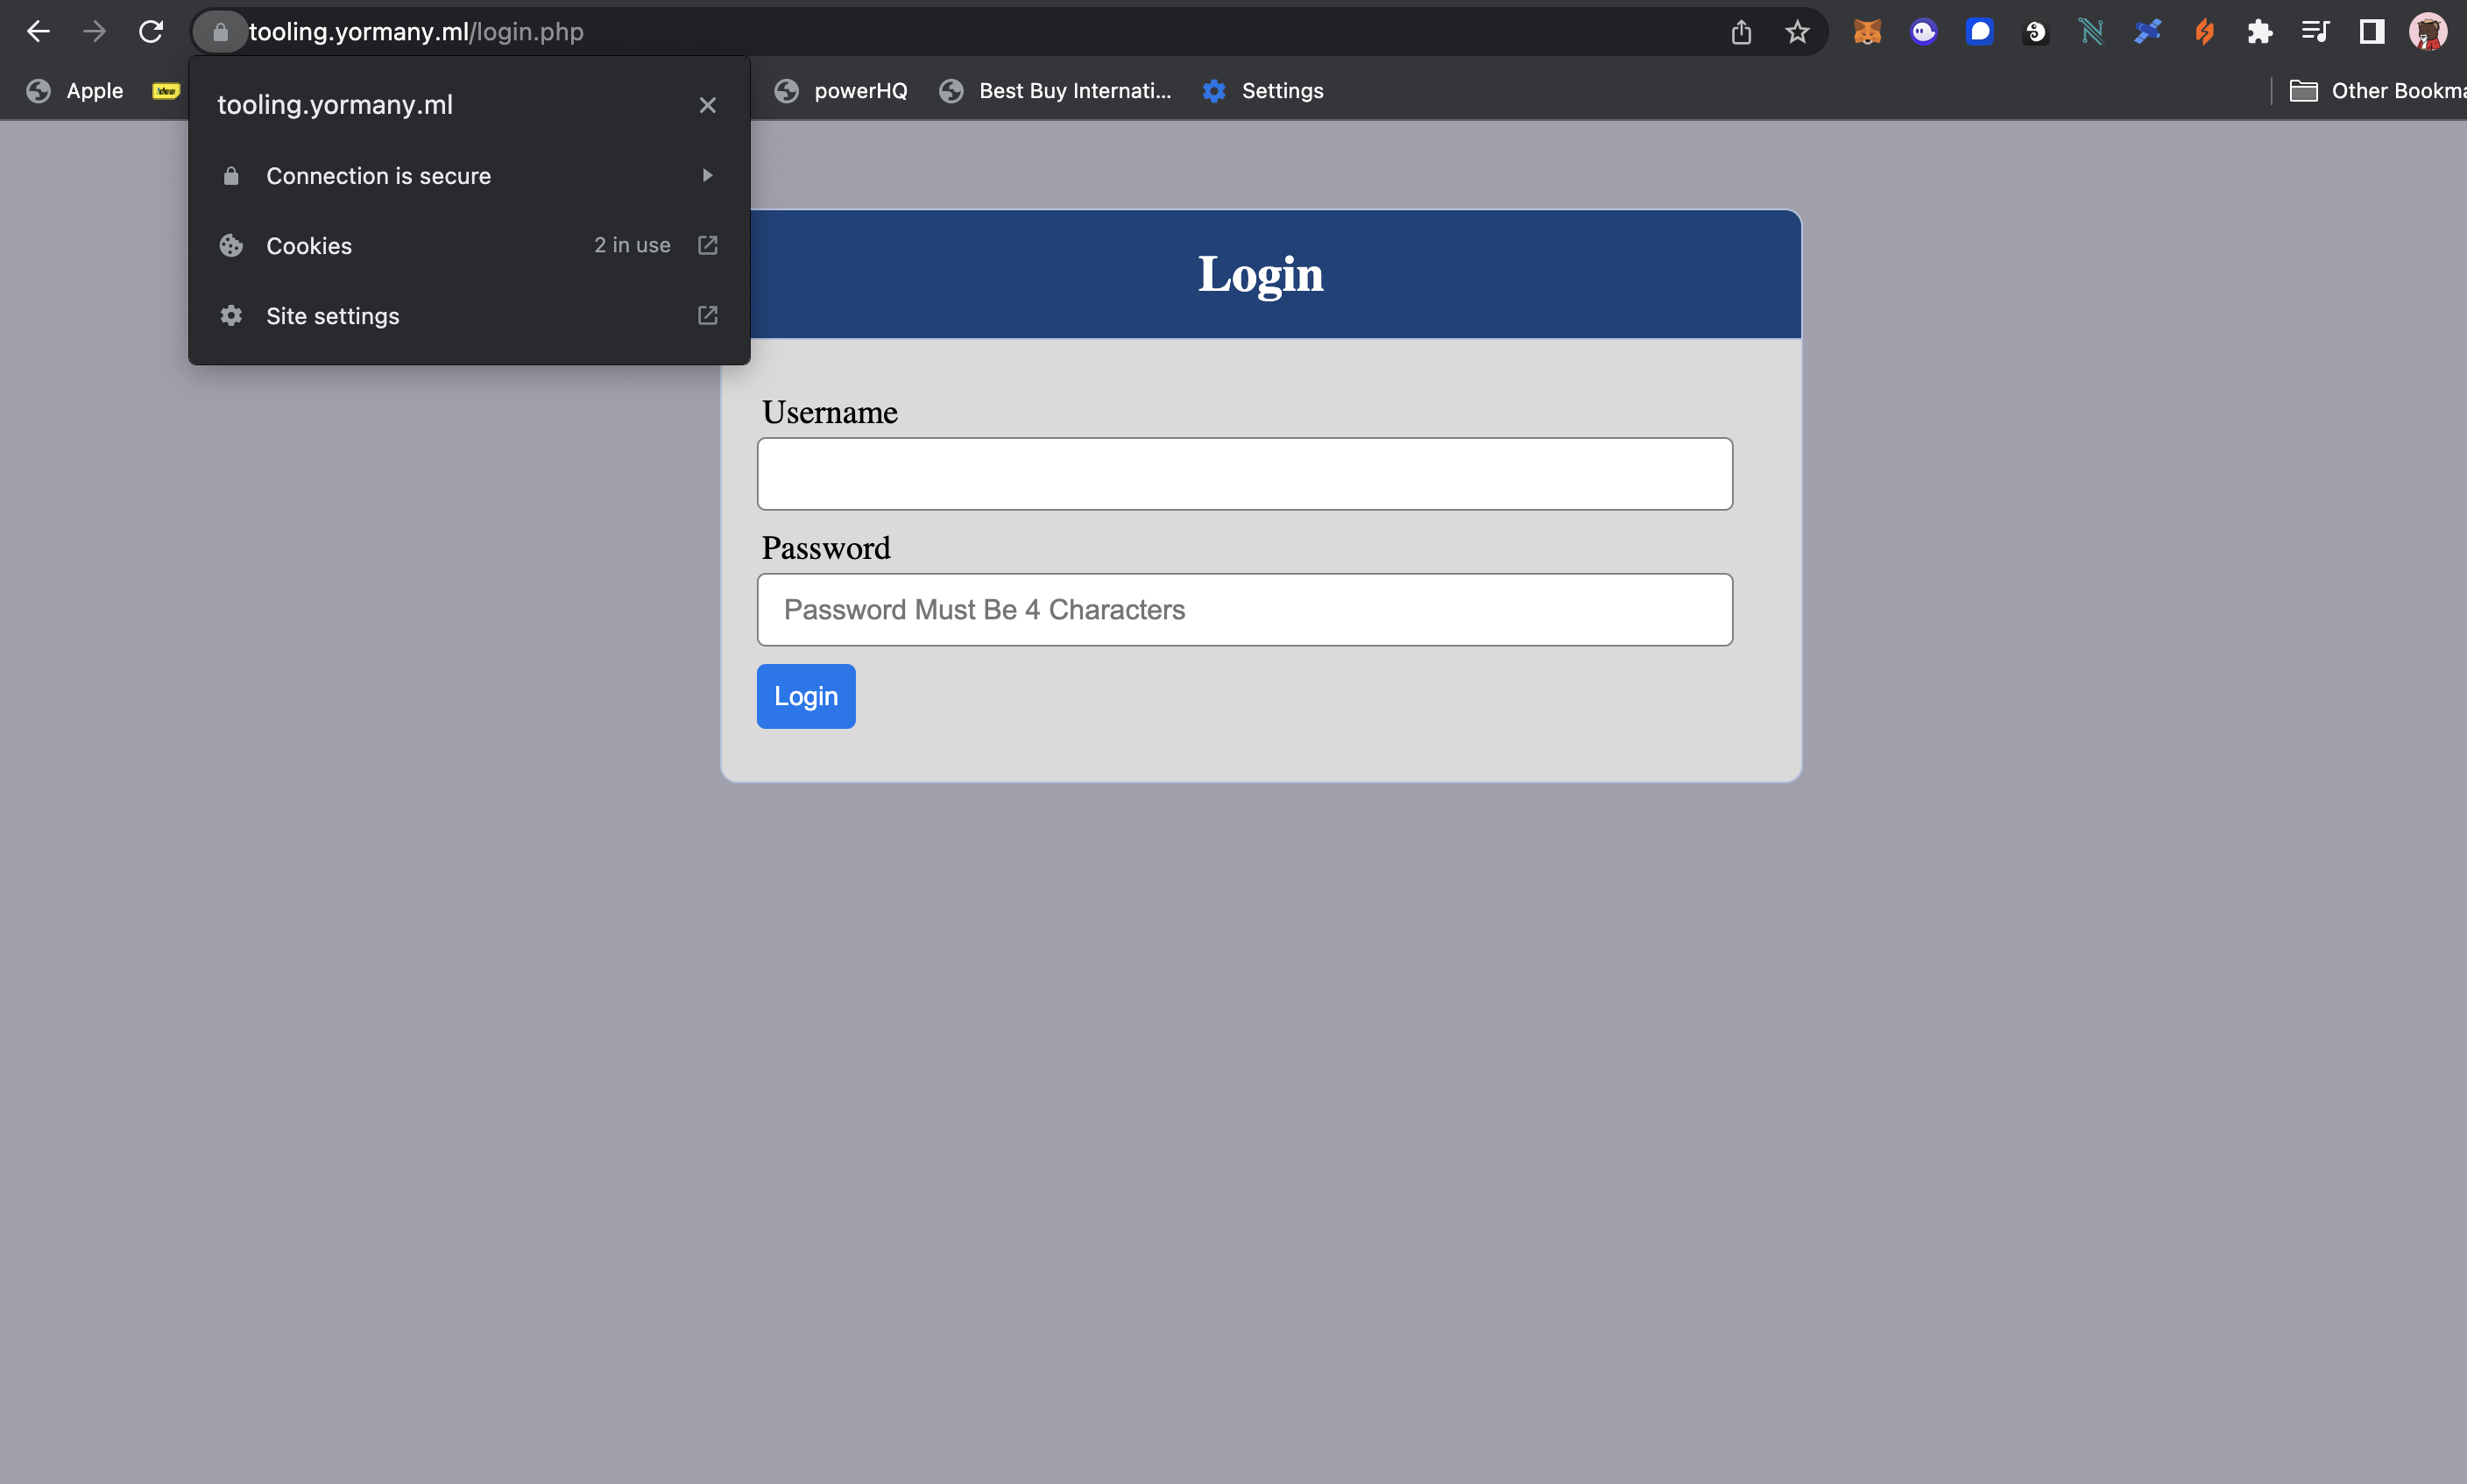 tooling.yormany.ml/login.php
Apple
powerHQ
Best Buy Internati...
Settings
Other Bookma
tooling.yormany.ml
Connection is secure
Cookies 2 in use
Site settings
Login
Username
Password
Password Must Be 4 Characters
Login